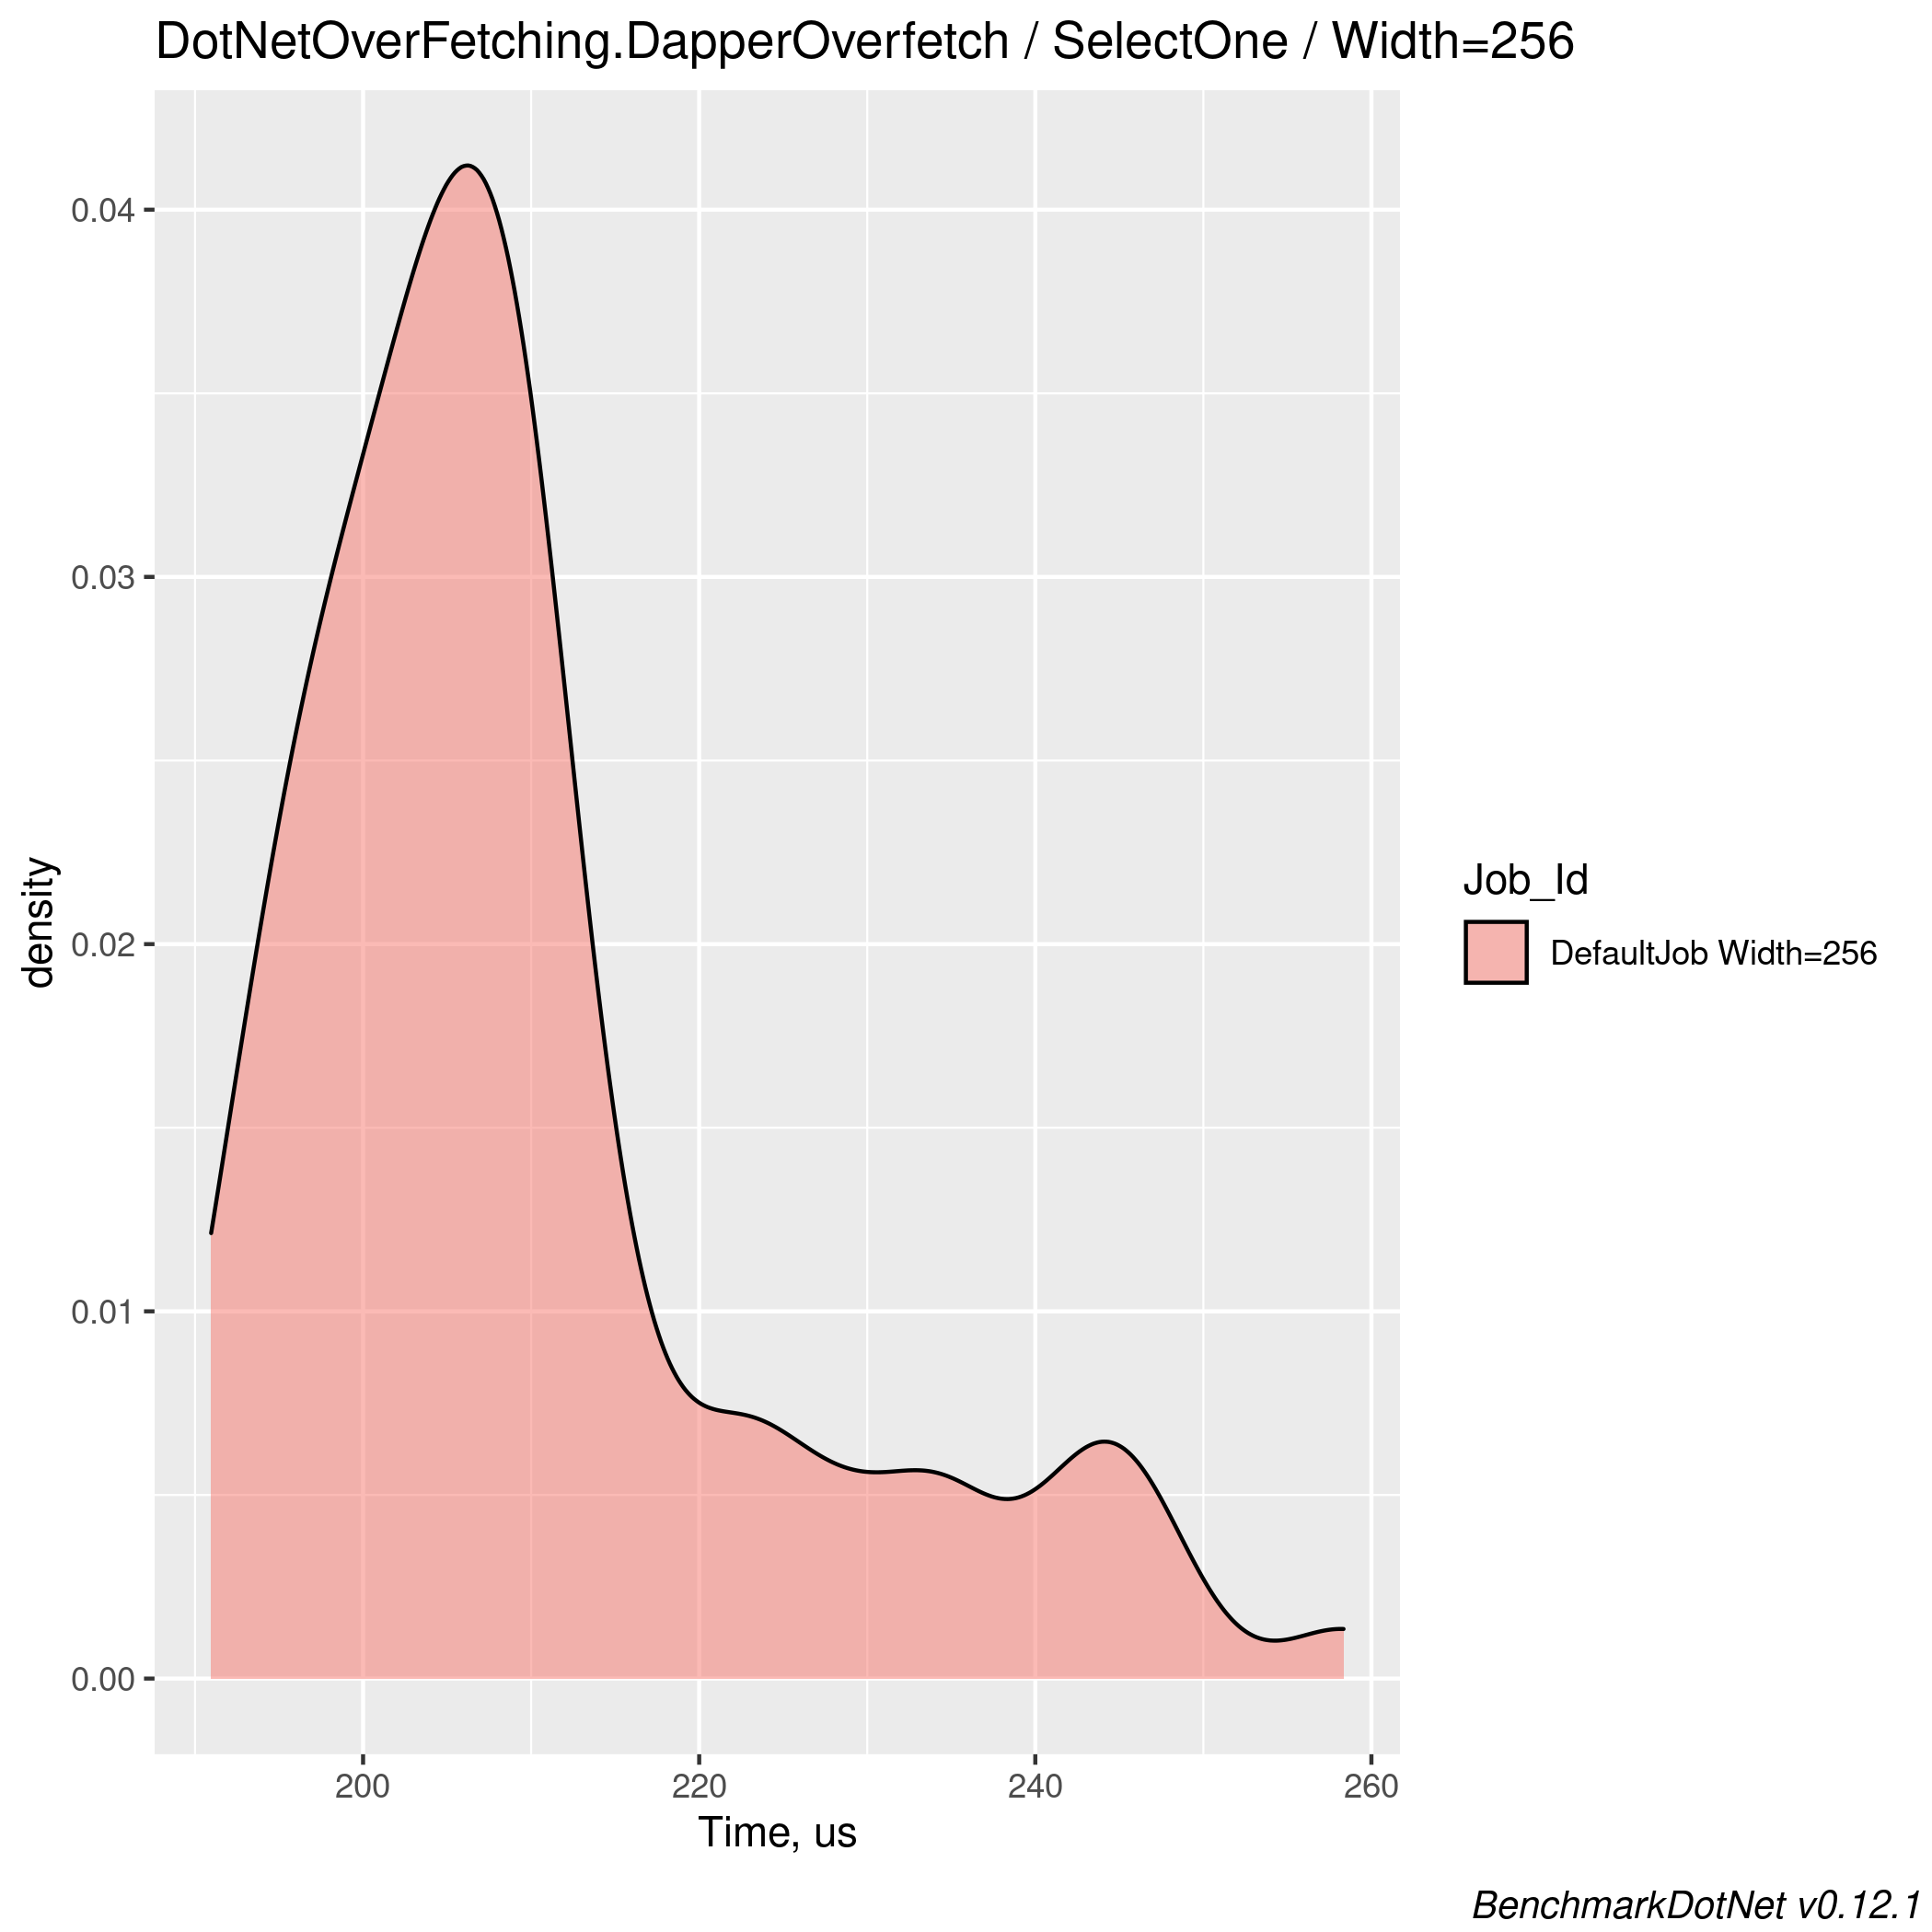 DotNetOverFetching.DapperOverfetch / SelectOne / Width=256
density
0.04
0.03
0.02
0.01
0.00
200 220 240 260
Time, us
Job_Id
DefaultJob Width=256
BenchmarkDotNet v0.12.1